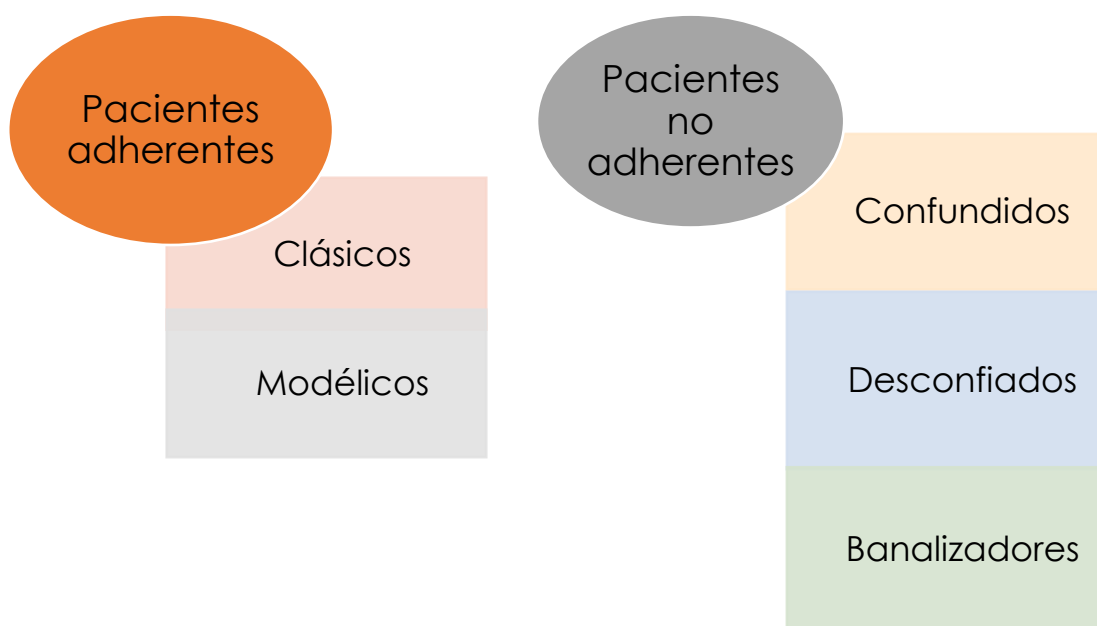 Pacientes
adherentes
Clásicos
Modélicos
Pacientes
no
adherentes
Confundidos
Desconfiados
Banalizadores